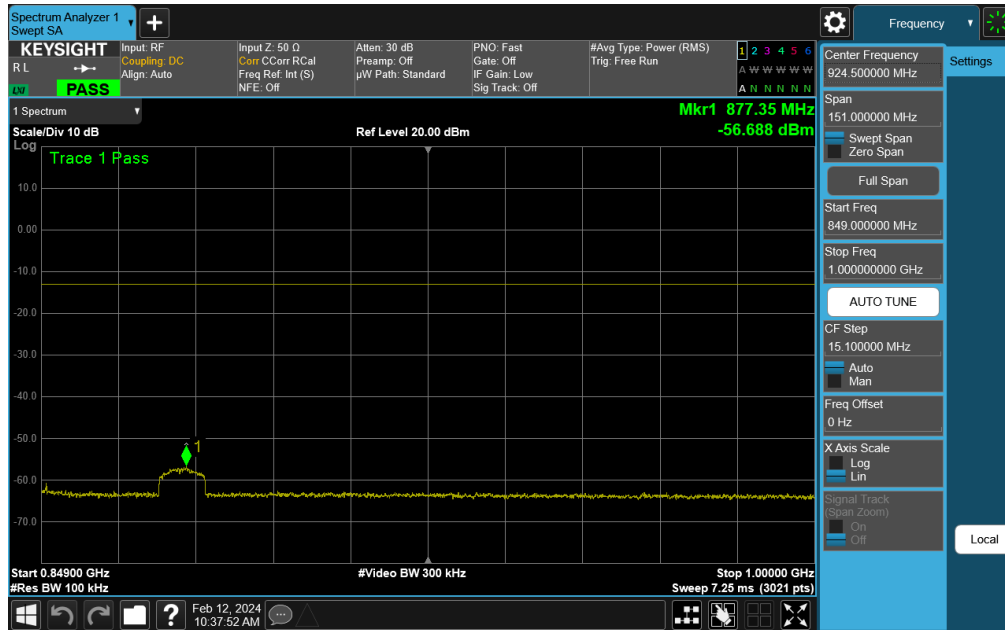 Spectrum Analyzer 1
Swept SA
Frequency
KEYSIGHT
Input: RF
Coupling: DC
Align: Auto
Input Z: 50 Ω
Corr CCorr RCal
Freq Ref: Int (S)
NFE: Off
Atten: 30 dB
Preamp: Off
µW Path: Standard
PNO: Fast
Gate: Off
IF Gain: Low
Sig Track: Off
#Avg Type: Power (RMS)
Trig: Free Run
1 2 3 4 5 6
A W W W W W
A N N N N N
R L
LXI
PASS
1 Spectrum
Mkr1 877.35 MHz
-56.688 dBm
Scale/Div 10 dB
Ref Level 20.00 dBm
Log
Trace 1 Pass
10.0
0.00
-10.0
-20.0
-30.0
-40.0
-50.0
1
-60.0
-70.0
Start 0.84900 GHz
#Video BW 300 kHz
Stop 1.00000 GHz
#Res BW 100 kHz
Sweep 7.25 ms (3021 pts)
Feb 12, 2024
10:37:52 AM
Center Frequency
924.500000 MHz
Span
151.000000 MHz
Swept Span
Zero Span
Full Span
Start Freq
849.000000 MHz
Stop Freq
1.000000000 GHz
AUTO TUNE
CF Step
15.100000 MHz
Auto
Man
Freq Offset
0 Hz
X Axis Scale
Log
Lin
Signal Track
(Span Zoom)
On
Off
Settings
Local